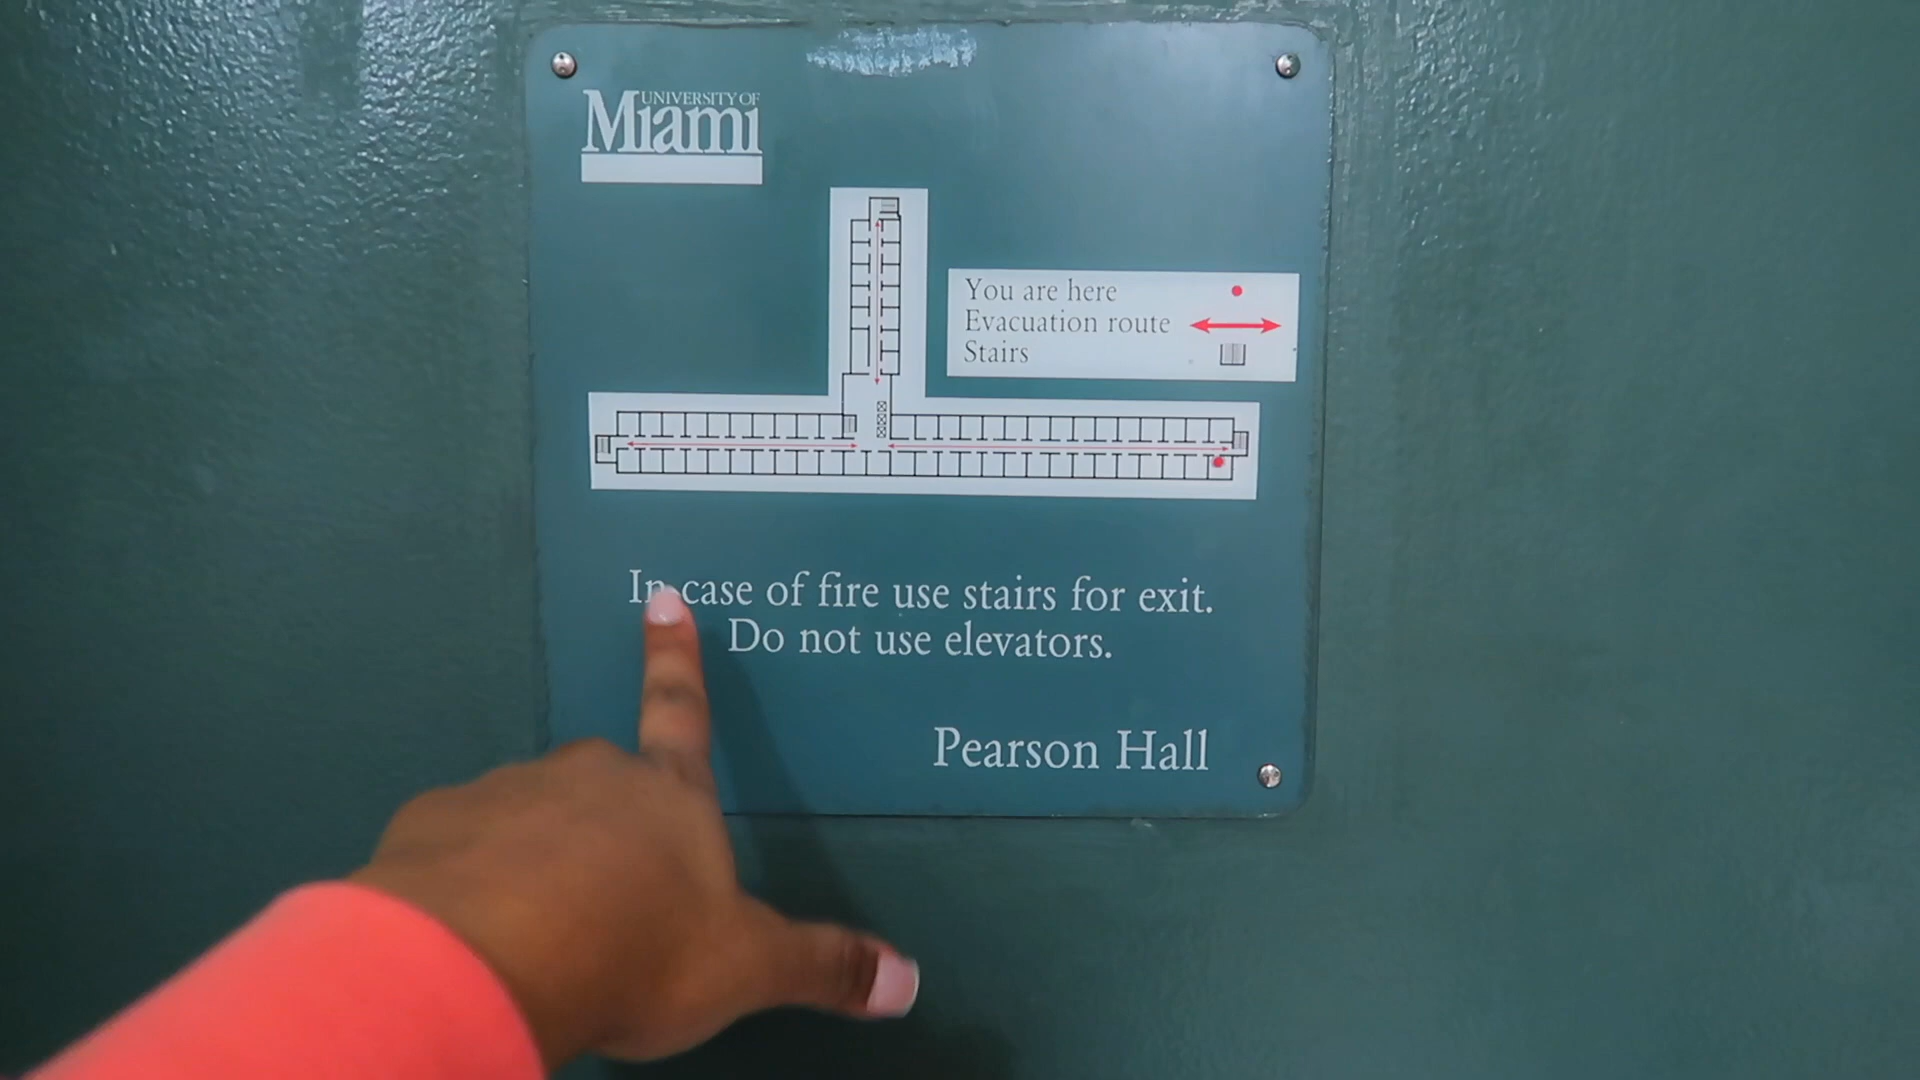 UNIVERSITY OF
Miami
You are here
Evacuation route
Stairs
In case of fire use stairs for exit.
Do not use elevators.
Pearson Hall